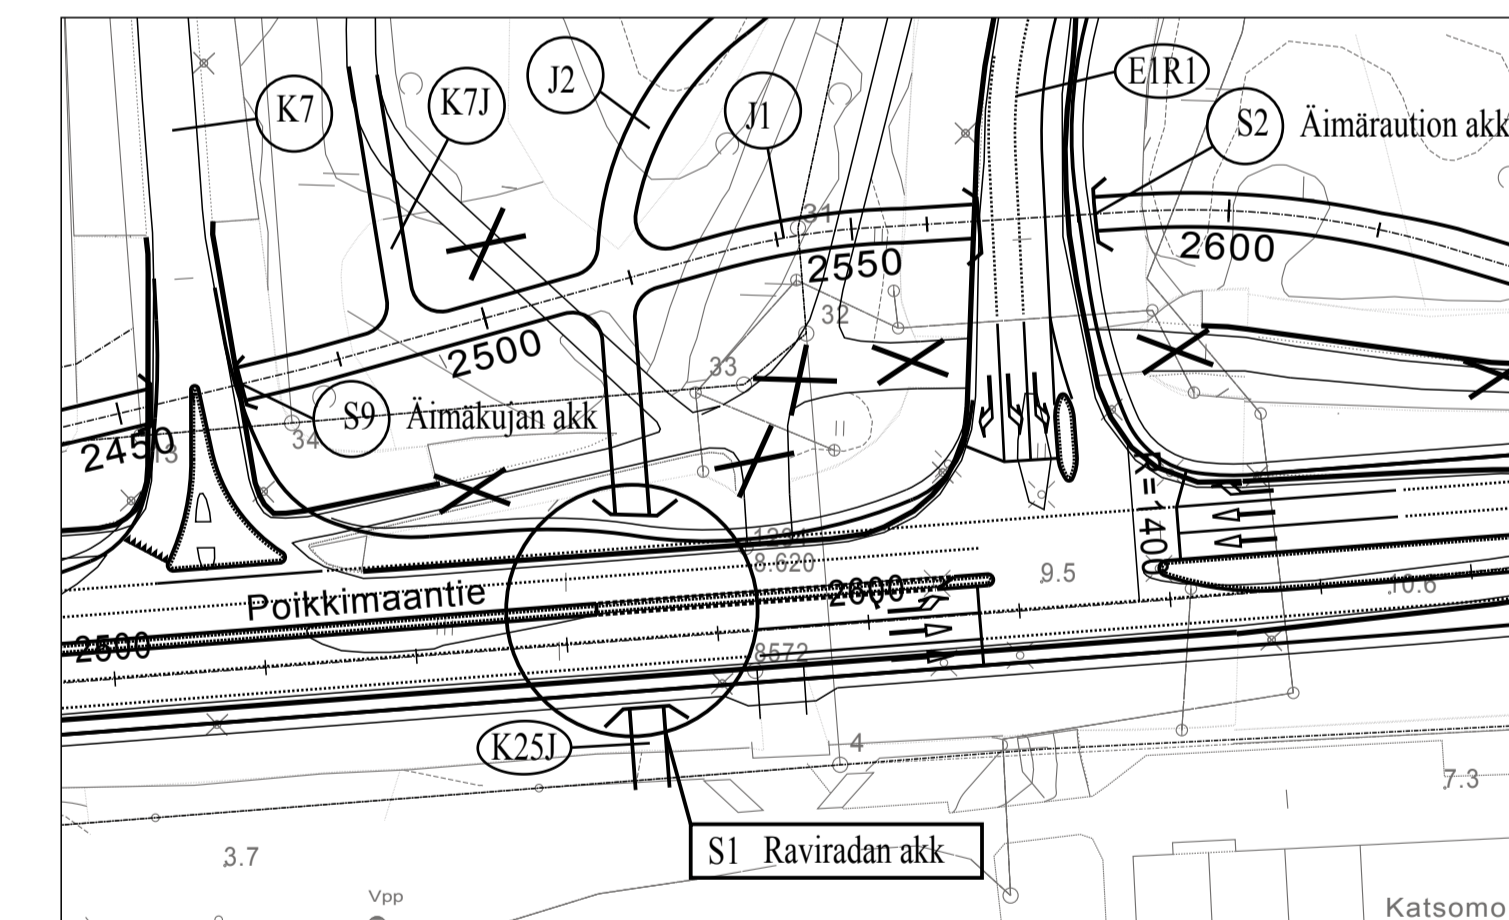 E1R1
J2
K7
K7J
J1
S2 Äimäraution akk
31
2550
2600
32
2500
33
S9 Äimäkujan akk
34
2450
13
R=1400
8.620
9.5
Poikkimaantie
2600
10.6
2500
8572
K25J
4
7.3
S1 Raviradan akk
3.7
Vpp
Katsomo